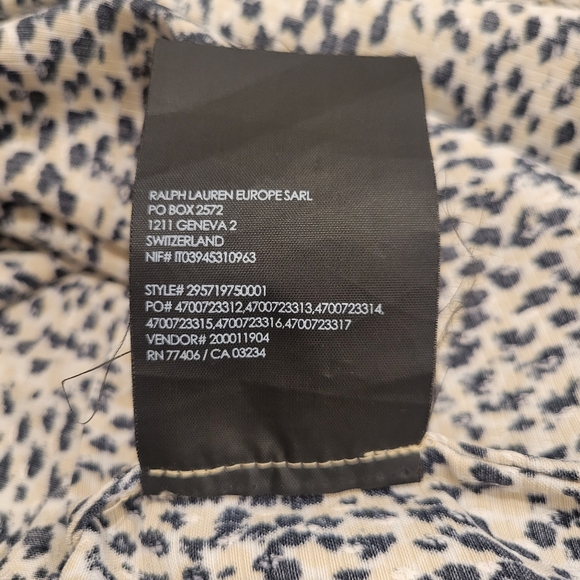 RALPH LAUREN EUROPE SARL
PO BOX 2572
1211 GENEVA 2
SWITZERLAND
NIF# IT03945310963
STYLE# 295719750001
PO# 4700723312,4700723313,4700723314,
4700723315,4700723316,4700723317
VENDOR# 200011904
RN 77406 / CA 03234